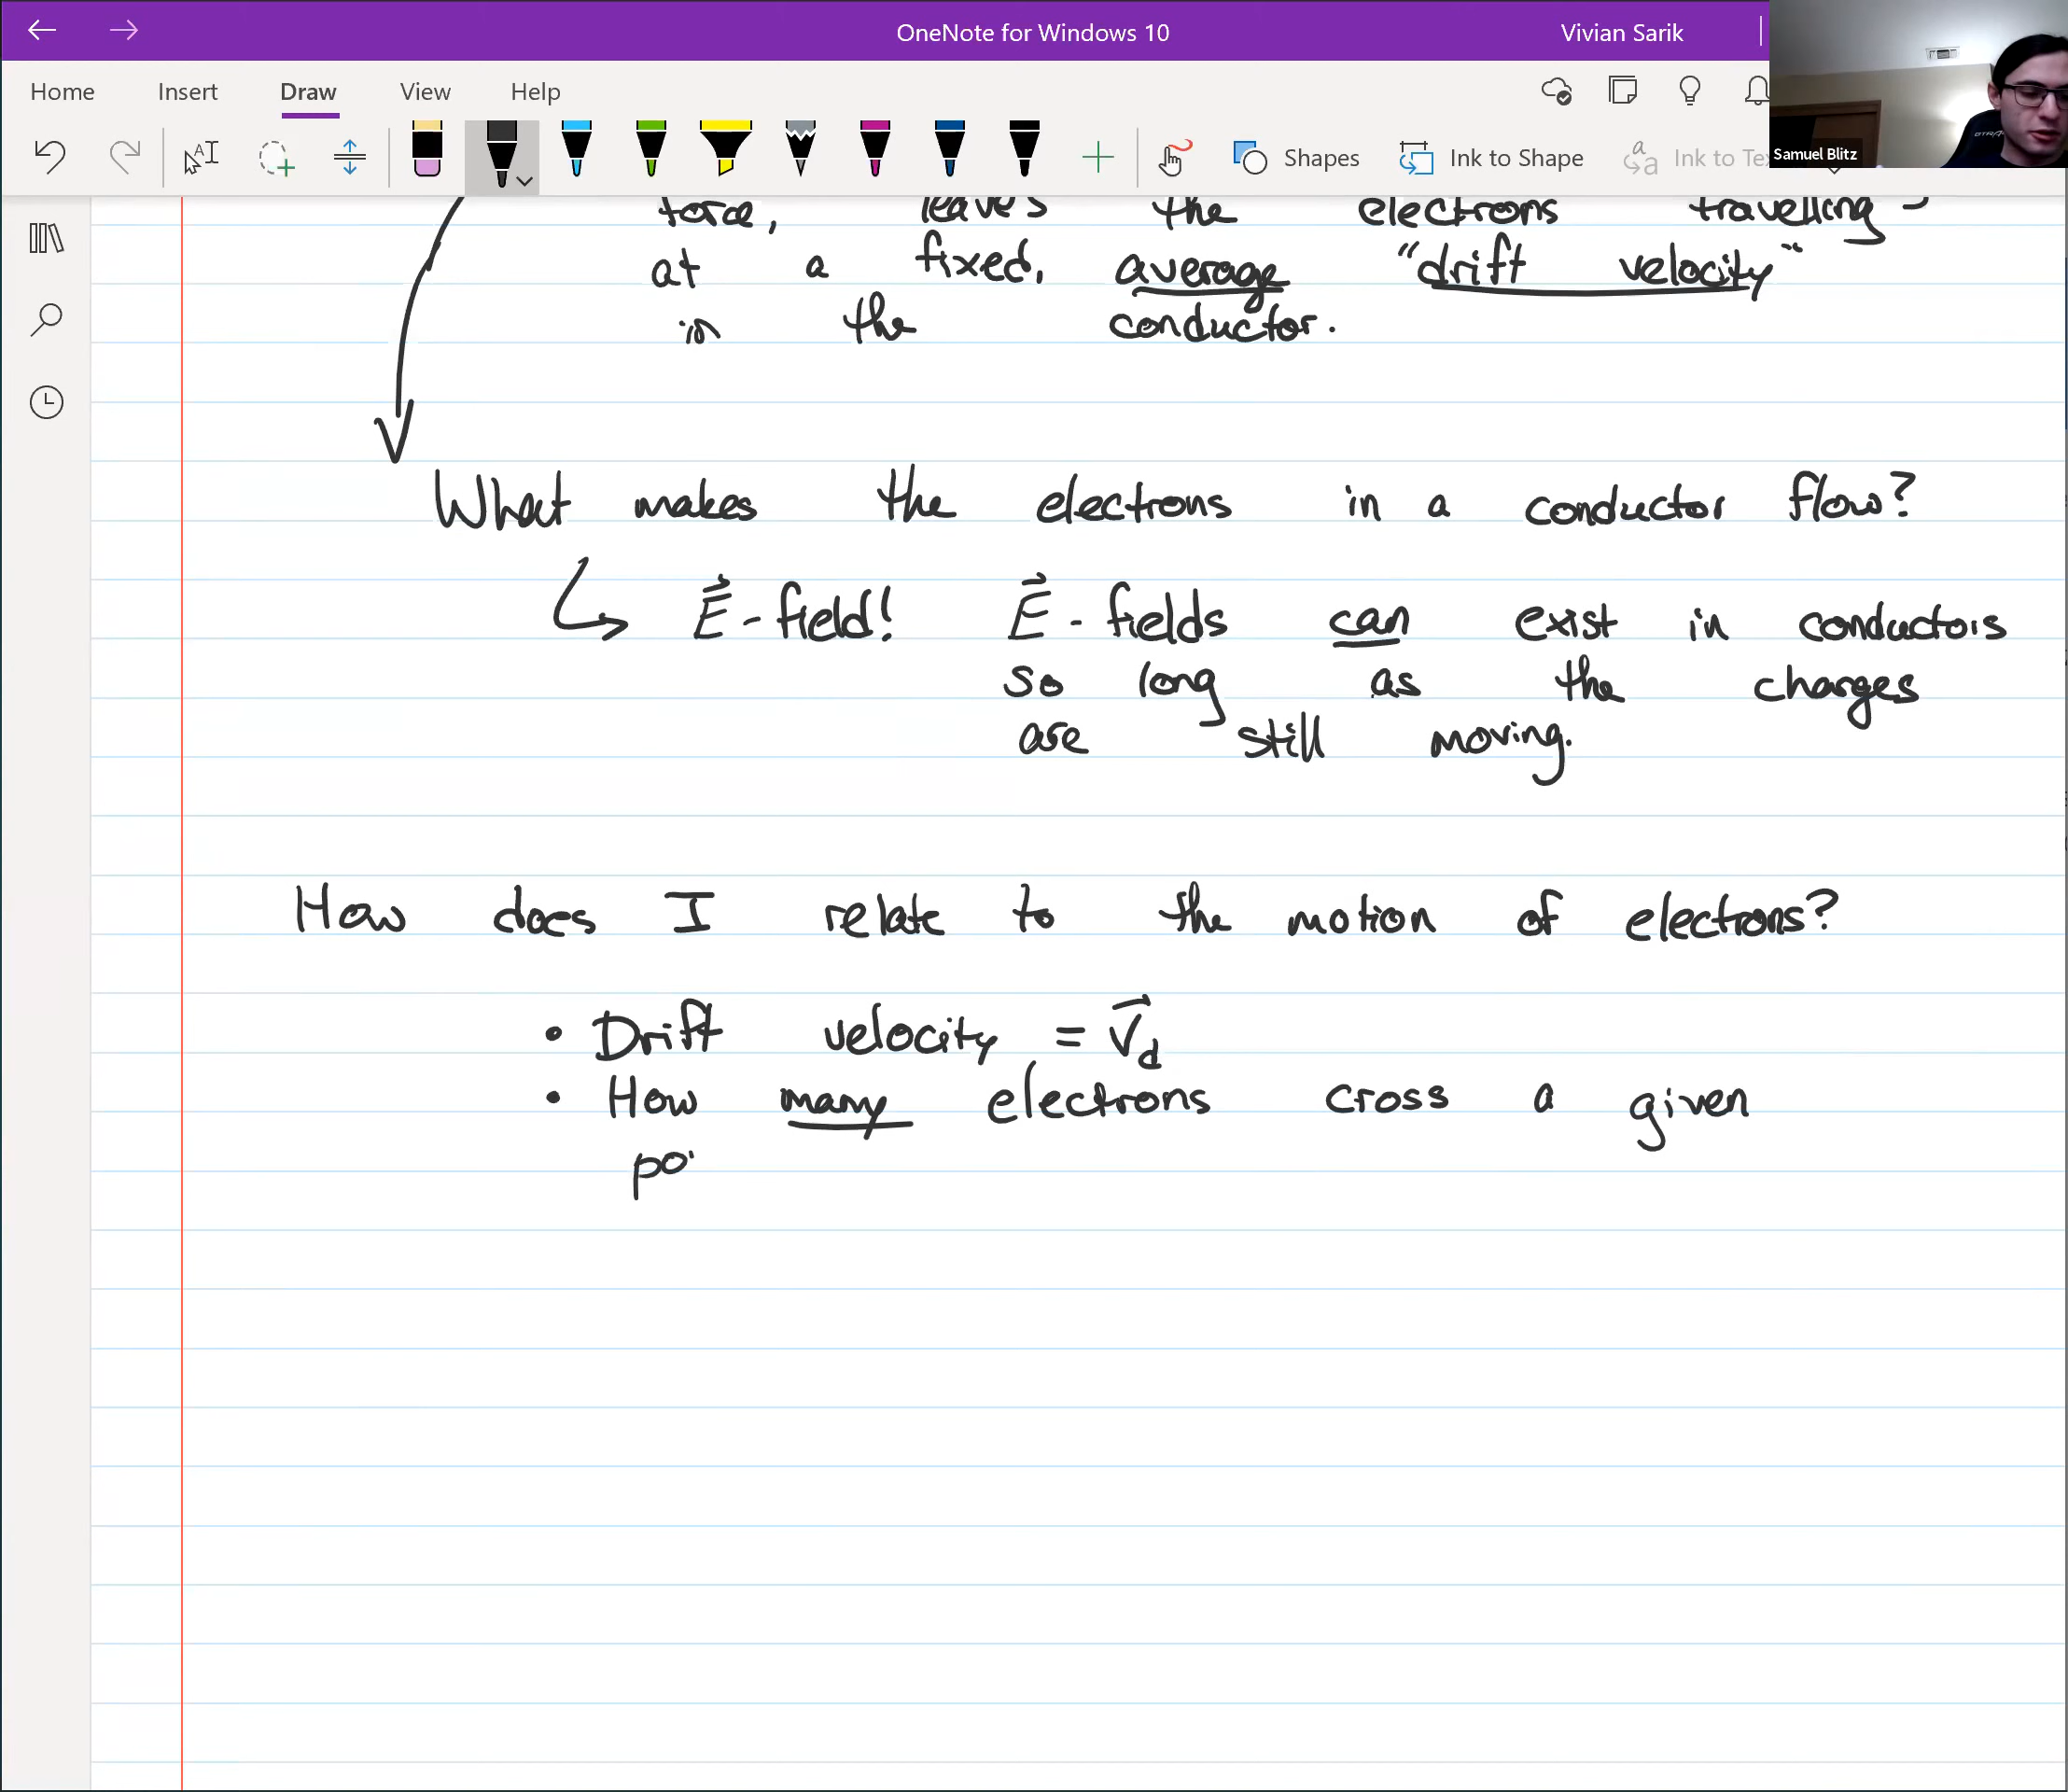 OneNote for Windows 10
Vivian Sarik
Home Insert Draw View Help
Shapes
Ink to Shape
Samuel Blitz
force, leaves the electrons travelling
at a fixed, average "drift velocity"
in the conductor.
What makes the electrons in a conductor flow?
E⃗-field! E⃗-fields can exist in conductors
so long as the charges
are still moving.
How does I relate to the motion of electrons?
• Drift velocity = v⃗d
• How many electrons cross a given
poi